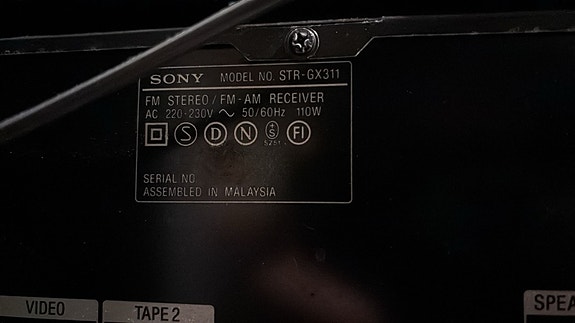 SONY MODEL NO. STR-GX311
FM STEREO / FM-AM RECEIVER
AC 220-230V ~ 50/60Hz 110W
S D N S FI
SERIAL NO.
ASSEMBLED IN MALAYSIA
VIDEO
TAPE 2
SPEA